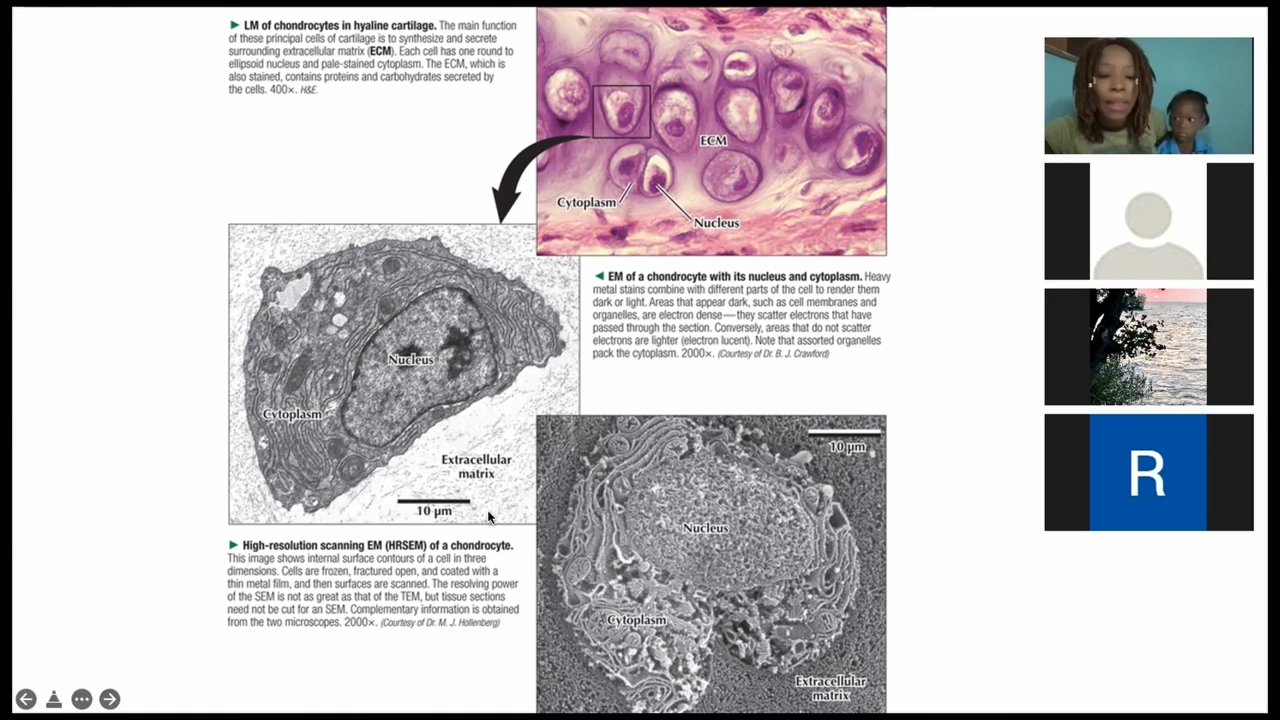 ► LM of chondrocytes in hyaline cartilage. The main function
of these principal cells of cartilage is to synthesize and secrete
surrounding extracellular matrix (ECM). Each cell has one round to
ellipsoid nucleus and pale-stained cytoplasm. The ECM, which is
also stained, contains proteins and carbohydrates secreted by
the cells. 400×. H&E.
ECM
Cytoplasm
Nucleus
◄ EM of a chondrocyte with its nucleus and cytoplasm. Heavy
metal stains combine with different parts of the cell to render them
dark or light. Areas that appear dark, such as cell membranes and
organelles, are electron dense—they scatter electrons that have
passed through the section. Conversely, areas that do not scatter
electrons are lighter (electron lucent). Note that assorted organelles
pack the cytoplasm. 2000×. (Courtesy of Dr. B. J. Crawford)
Nucleus
Cytoplasm
Extracellular
matrix
10 µm
► High-resolution scanning EM (HRSEM) of a chondrocyte.
This image shows internal surface contours of a cell in three
dimensions. Cells are frozen, fractured open, and coated with a
thin metal film, and then surfaces are scanned. The resolving power
of the SEM is not as great as that of the TEM, but tissue sections
need not be cut for an SEM. Complementary information is obtained
from the two microscopes. 2000×. (Courtesy of Dr. M. J. Hollenberg)
10 µm
Nucleus
Cytoplasm
Extracellular
matrix
R